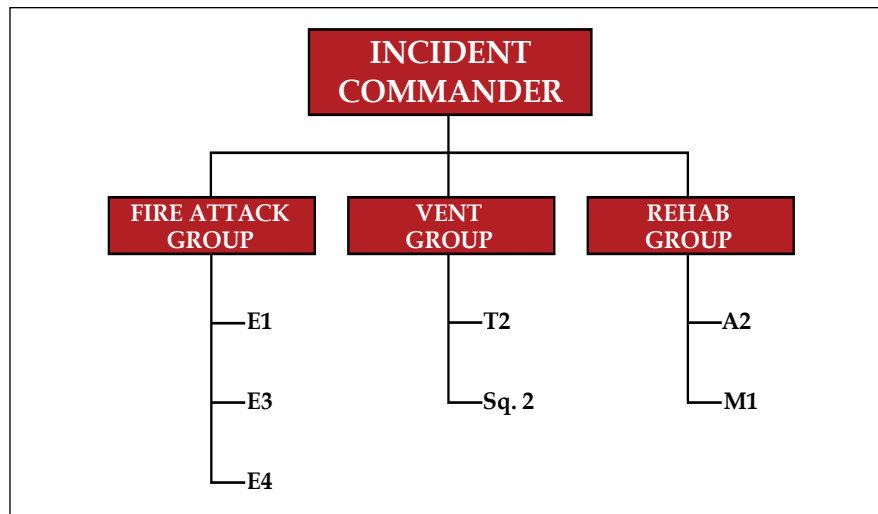 INCIDENT
COMMANDER
FIRE ATTACK
GROUP
VENT
GROUP
REHAB
GROUP
E1
T2
A2
E3
Sq. 2
M1
E4